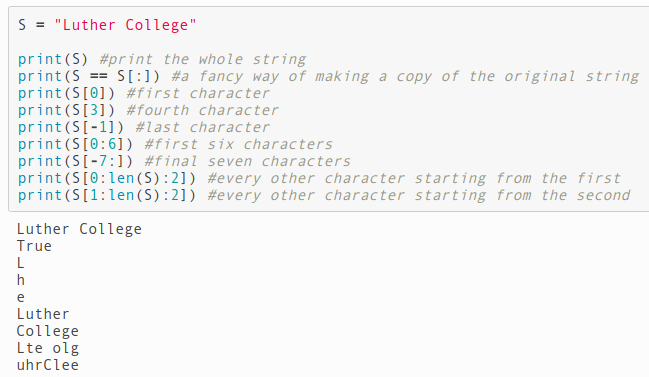 S = "Luther College"
print(S) #print the whole string
print(S == S[:]) #a fancy way of making a copy of the original string
print(S[0]) #first character
print(S[3]) #fourth character
print(S[-1]) #last character
print(S[0:6]) #first six characters
print(S[-7:]) #final seven characters
print(S[0:len(S):2]) #every other character starting from the first
print(S[1:len(S):2]) #every other character starting from the second
Luther College
True
L
h
e
Luther
College
Lte olg
uhrClee